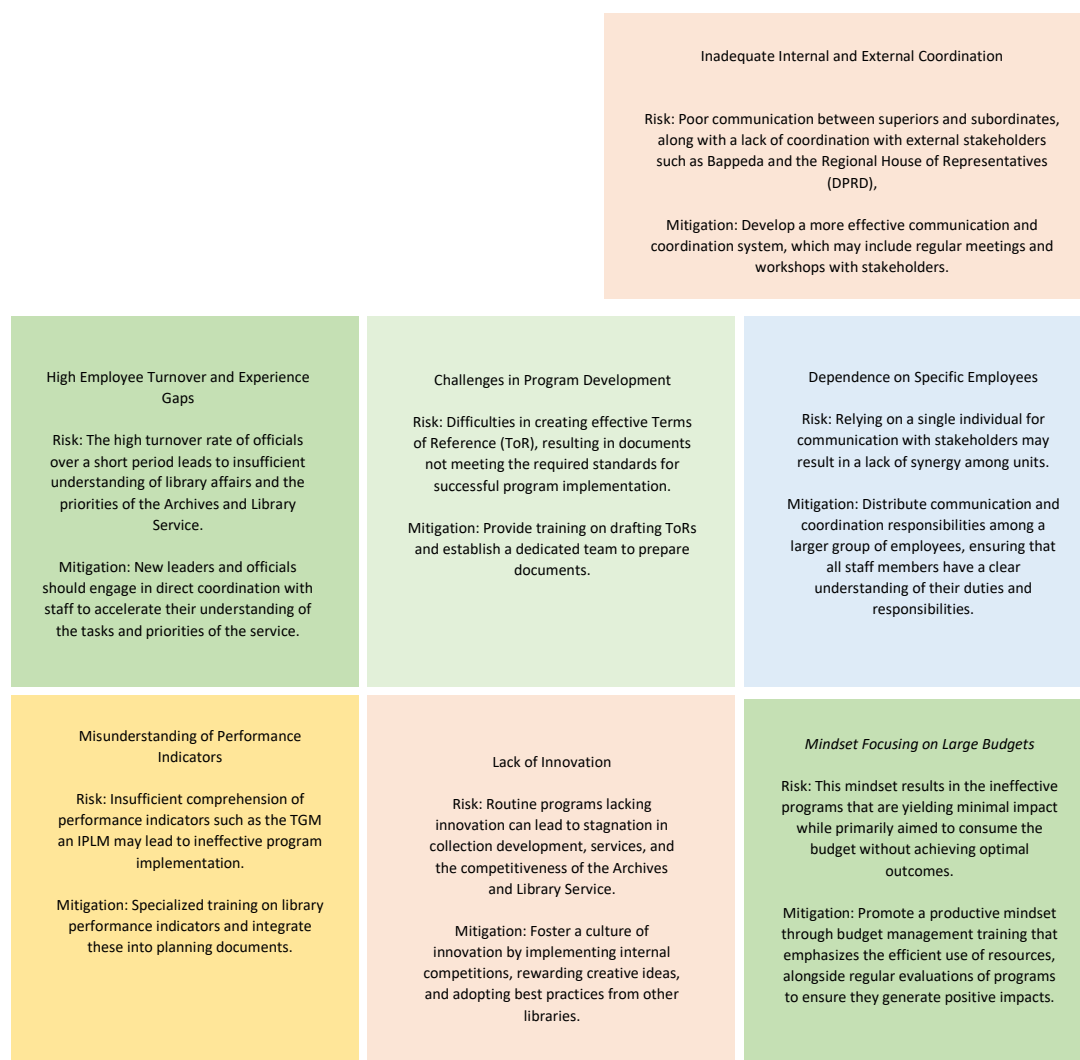 Inadequate Internal and External Coordination
Risk: Poor communication between superiors and subordinates,
along with a lack of coordination with external stakeholders
such as Bappeda and the Regional House of Representatives
(DPRD),
Mitigation: Develop a more effective communication and
coordination system, which may include regular meetings and
workshops with stakeholders.
High Employee Turnover and Experience
Gaps
Risk: The high turnover rate of officials
over a short period leads to insufficient
understanding of library affairs and the
priorities of the Archives and Library
Service.
Mitigation: New leaders and officials
should engage in direct coordination with
staff to accelerate their understanding of
the tasks and priorities of the service.
Challenges in Program Development
Risk: Difficulties in creating effective Terms
of Reference (ToR), resulting in documents
not meeting the required standards for
successful program implementation.
Mitigation: Provide training on drafting ToRs
and establish a dedicated team to prepare
documents.
Dependence on Specific Employees
Risk: Relying on a single individual for
communication with stakeholders may
result in a lack of synergy among units.
Mitigation: Distribute communication and
coordination responsibilities among a
larger group of employees, ensuring that
all staff members have a clear
understanding of their duties and
responsibilities.
Misunderstanding of Performance
Indicators
Risk: Insufficient comprehension of
performance indicators such as the TGM
an IPLM may lead to ineffective program
implementation.
Mitigation: Specialized training on library
performance indicators and integrate
these into planning documents.
Lack of Innovation
Risk: Routine programs lacking
innovation can lead to stagnation in
collection development, services, and
the competitiveness of the Archives
and Library Service.
Mitigation: Foster a culture of
innovation by implementing internal
competitions, rewarding creative ideas,
and adopting best practices from other
libraries.
Mindset Focusing on Large Budgets
Risk: This mindset results in the ineffective
programs that are yielding minimal impact
while primarily aimed to consume the
budget without achieving optimal
outcomes.
Mitigation: Promote a productive mindset
through budget management training that
emphasizes the efficient use of resources,
alongside regular evaluations of programs
to ensure they generate positive impacts.